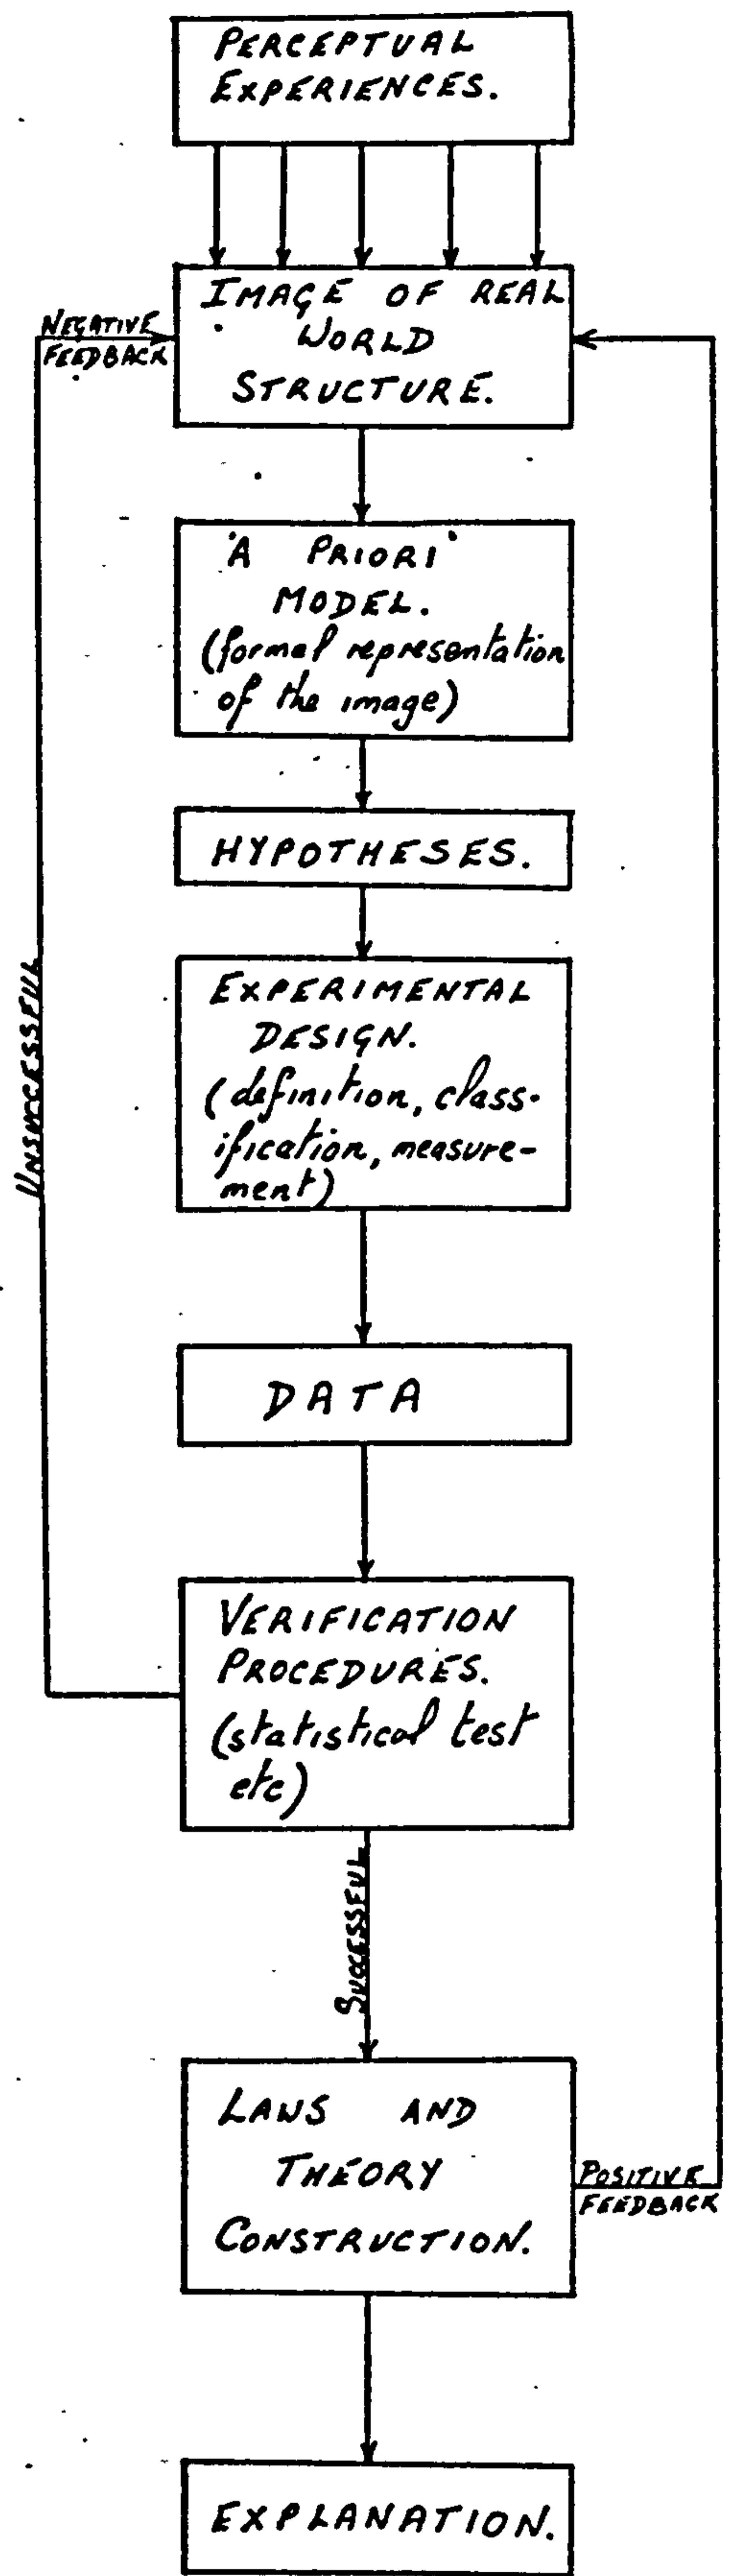 PERCEPTUAL
EXPERIENCES.
IMAGE OF REAL
WORLD
STRUCTURE.
NEGATIVE
FEEDBACK
'A PRIORI'
MODEL.
(formal representation
of the image)
HYPOTHESES.
EXPERIMENTAL
DESIGN.
(definition, class-
ification, measure-
ment)
UNSUCCESSFUL
DATA
VERIFICATION
PROCEDURES.
(statistical test
etc)
SUCCESSFUL
LAWS AND
THEORY
CONSTRUCTION.
POSITIVE
FEEDBACK
EXPLANATION.